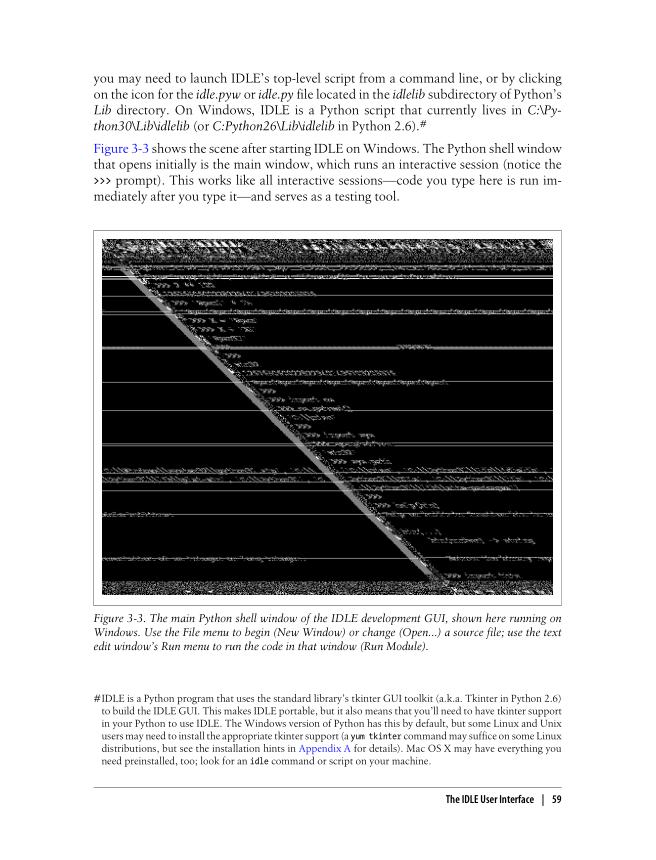 you may need to launch IDLE’s top-level script from a command line, or by clicking
on the icon for the idle.pyw or idle.py file located in the idlelib subdirectory of Python’s
Lib directory. On Windows, IDLE is a Python script that currently lives in C:\Py-
thon30\Lib\idlelib (or C:Python26\Lib\idlelib in Python 2.6).#
Figure 3-3 shows the scene after starting IDLE on Windows. The Python shell window
that opens initially is the main window, which runs an interactive session (notice the
>>> prompt). This works like all interactive sessions—code you type here is run im-
mediately after you type it—and serves as a testing tool.
Figure 3-3. The main Python shell window of the IDLE development GUI, shown here running on
Windows. Use the File menu to begin (New Window) or change (Open...) a source file; use the text
edit window’s Run menu to run the code in that window (Run Module).
#IDLE is a Python program that uses the standard library’s tkinter GUI toolkit (a.k.a. Tkinter in Python 2.6)
to build the IDLE GUI. This makes IDLE portable, but it also means that you’ll need to have tkinter support
in your Python to use IDLE. The Windows version of Python has this by default, but some Linux and Unix
users may need to install the appropriate tkinter support (a yum tkinter command may suffice on some Linux
distributions, but see the installation hints in Appendix A for details). Mac OS X may have everything you
need preinstalled, too; look for an idle command or script on your machine.
The IDLE User Interface | 59